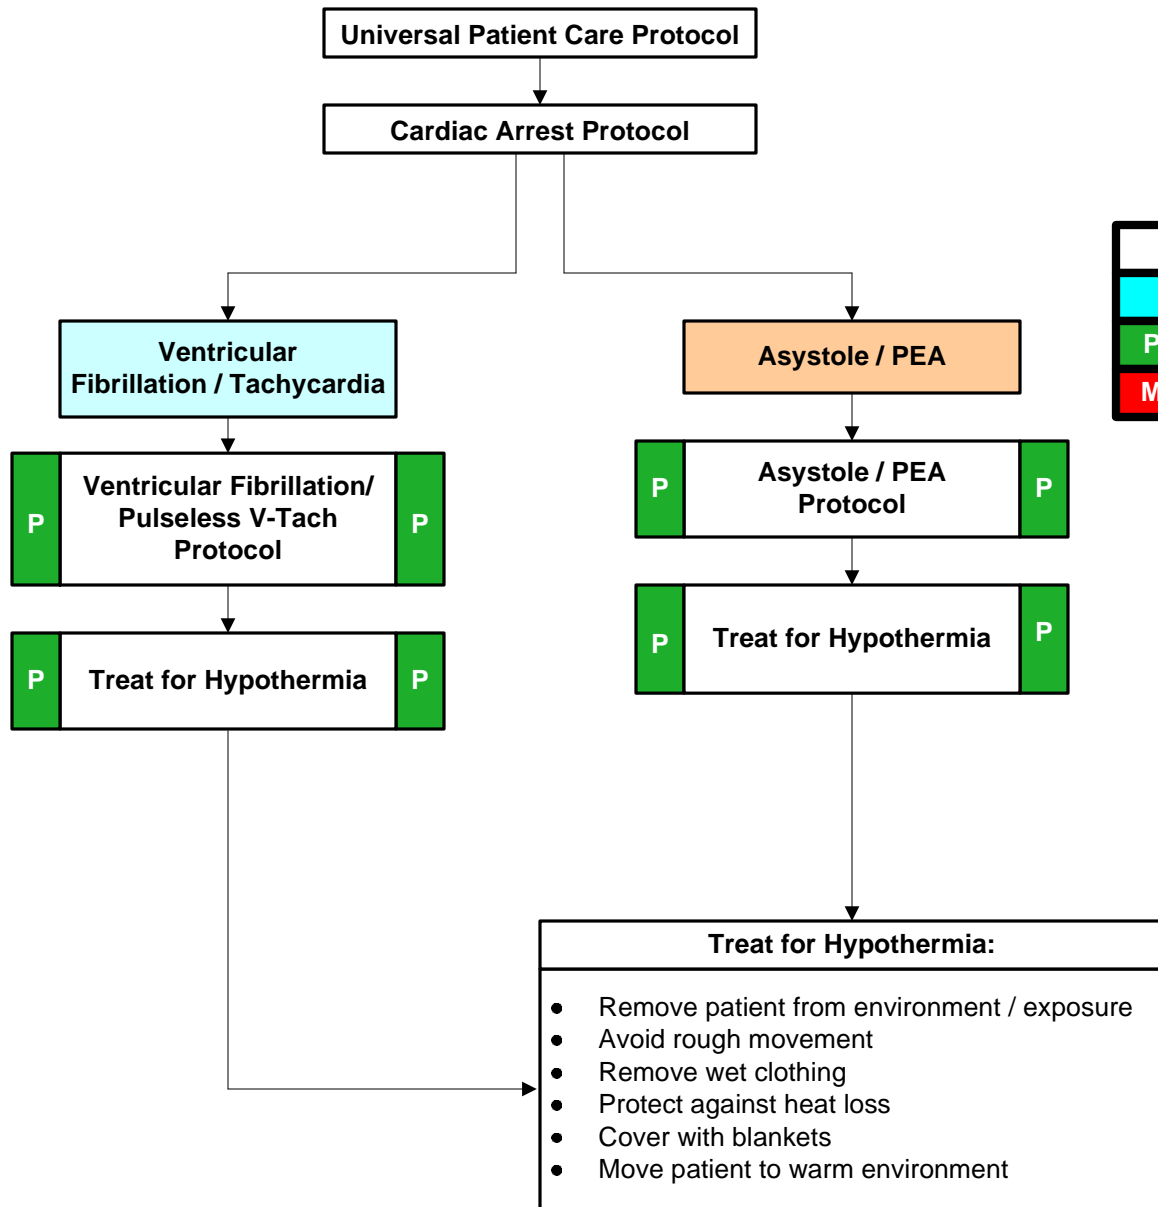 Universal Patient Care Protocol
Cardiac Arrest Protocol
Ventricular
Fibrillation / Tachycardia
Asystole / PEA
P
M
P
Ventricular Fibrillation/
Pulseless V-Tach
Protocol
P
P
Asystole / PEA
Protocol
P
P
Treat for Hypothermia
P
P
Treat for Hypothermia
P
Treat for Hypothermia:
● Remove patient from environment / exposure
● Avoid rough movement
● Remove wet clothing
● Protect against heat loss
● Cover with blankets
● Move patient to warm environment